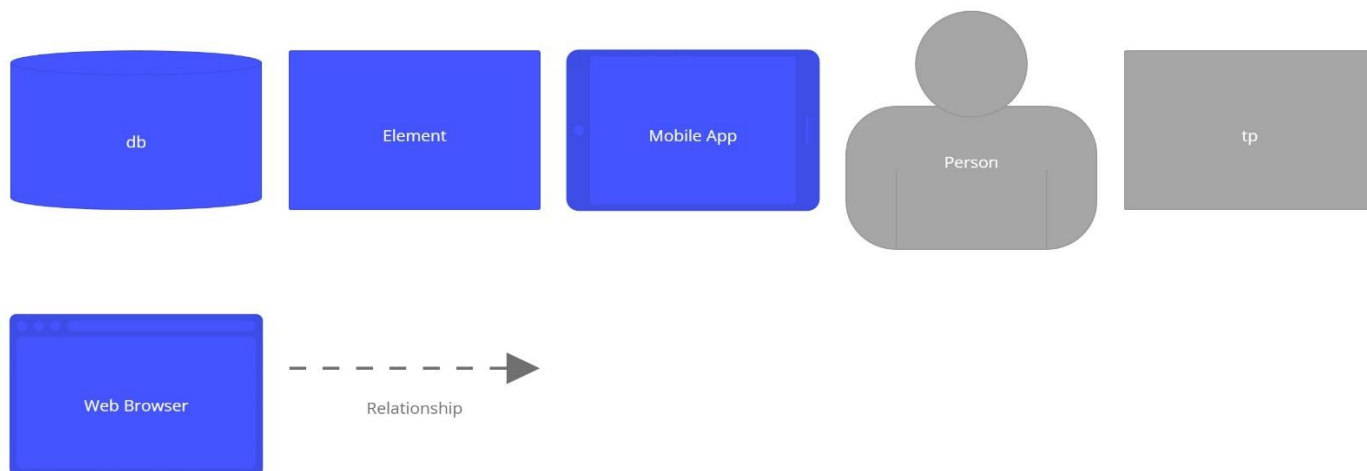 db
Element
Mobile App
Person
tp
Web Browser
Relationship